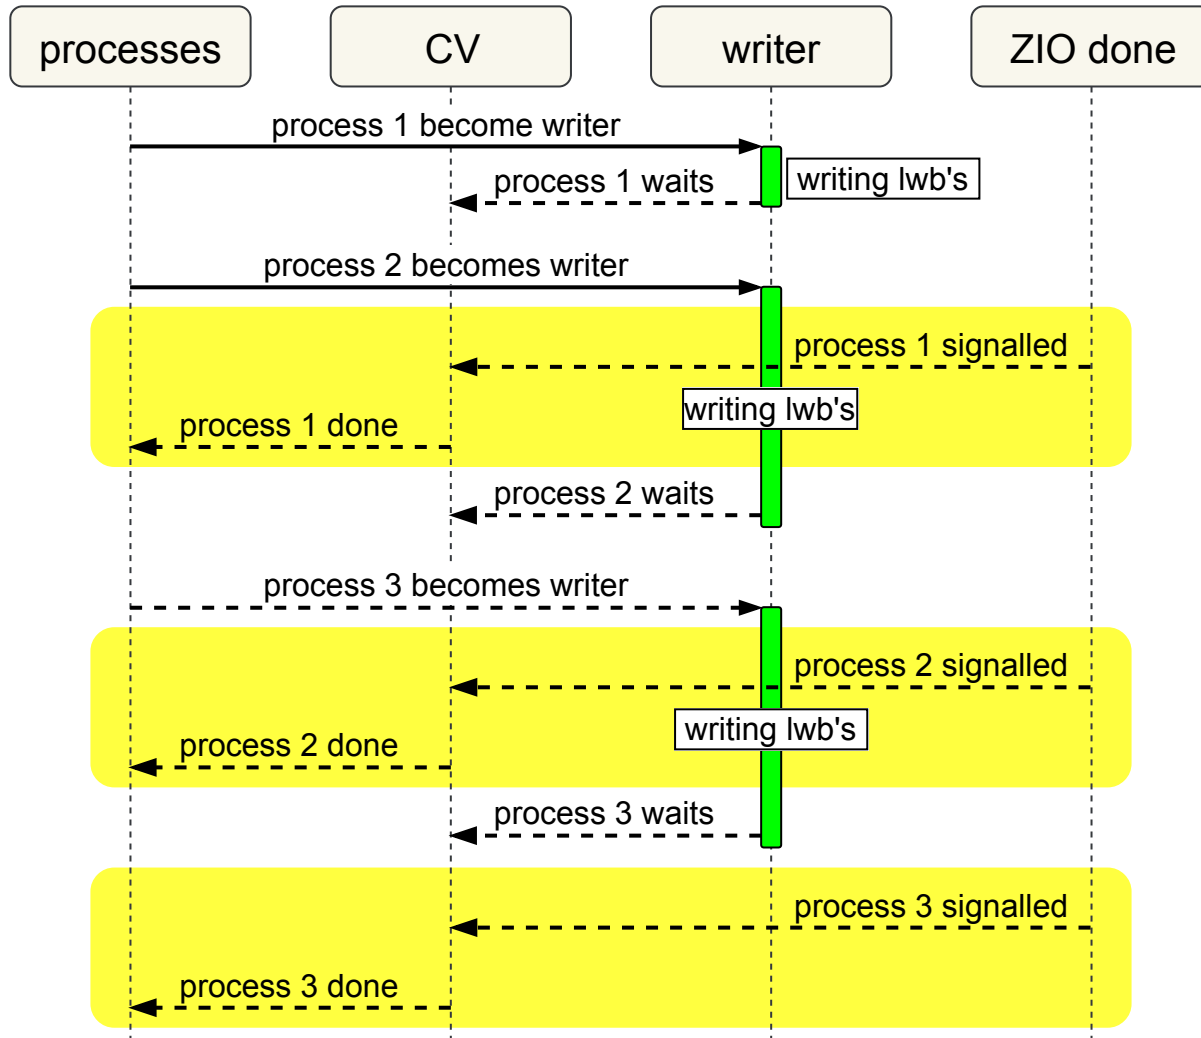 processes
CV
writer
ZIO done
process 1 become writer
process 1 waits
writing lwb's
process 2 becomes writer
process 1 signalled
writing lwb's
process 1 done
process 2 waits
process 3 becomes writer
process 2 signalled
writing lwb's
process 2 done
process 3 waits
process 3 signalled
process 3 done